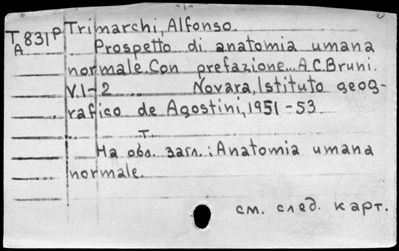 T 831 P Trimarchi, Alfonso.
A Prospetto di anatomia umana
normale. Con prefazione... A.C. Bruni.
V. 1-2 Novara, Istituto geog-
rafico de Agostini, 1951-53
Т.
На обл. загл.: Anatomia umana
normale.
см. след. карт.